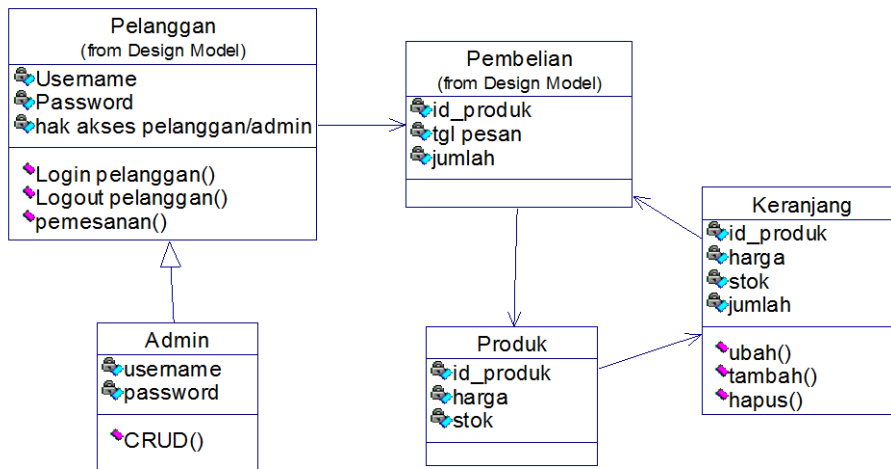 Pelanggan
(from Design Model)
Username
Password
hak akses pelanggan/admin
Login pelanggan()
Logout pelanggan()
pemesanan()
Pembelian
(from Design Model)
id_produk
tgl pesan
jumlah
Keranjang
id_produk
harga
stok
jumlah
ubah()
tambah()
hapus()
Admin
username
password
CRUD()
Produk
id_produk
harga
stok